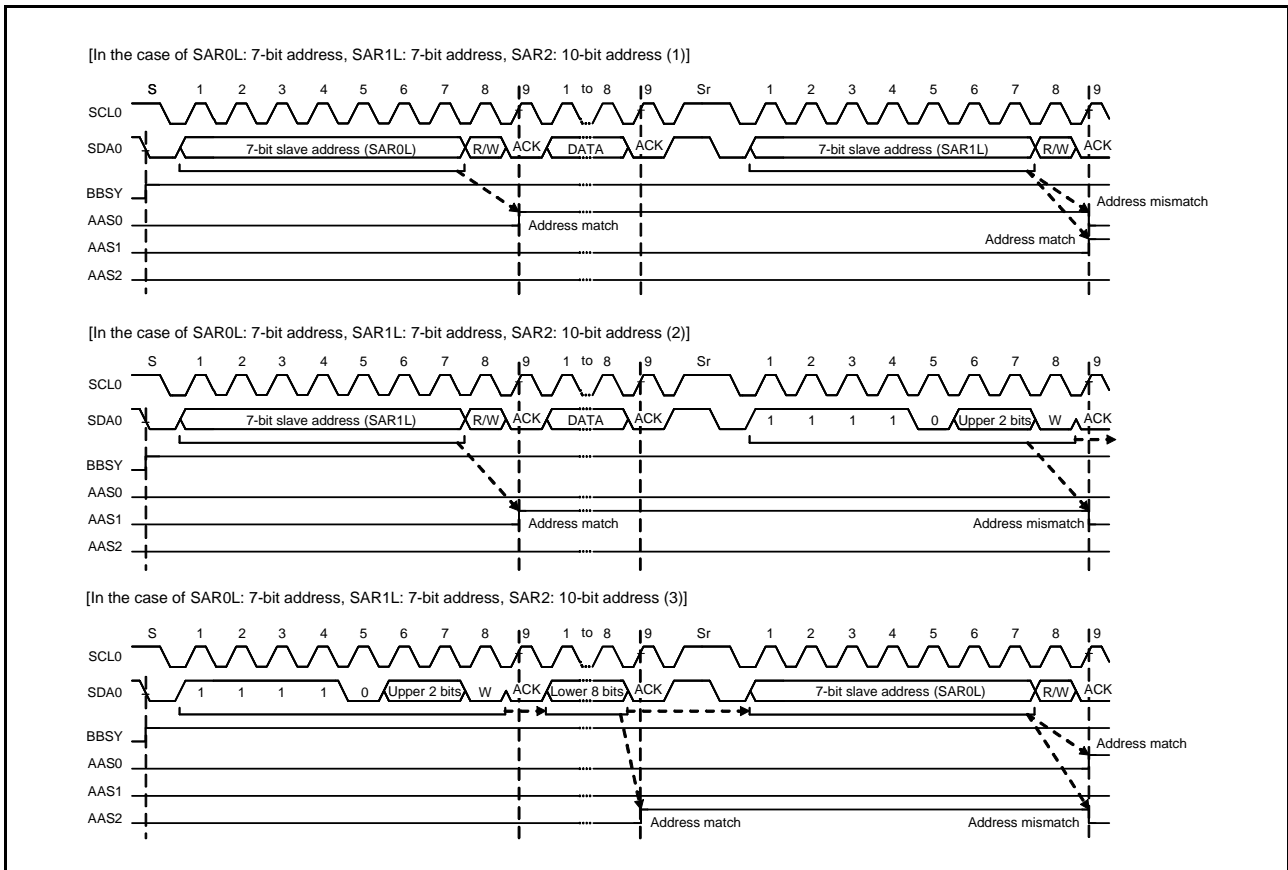 [In the case of SAR0L: 7-bit address, SAR1L: 7-bit address, SAR2: 10-bit address (1)]
S 1 2 3 4 5 6 7 8 9 1 to 8 9 Sr 1 2 3 4 5 6 7 8 9
SCL0
SDA0 7-bit slave address (SAR0L) R/W ACK DATA ACK 7-bit slave address (SAR1L) R/W ACK
BBSY
Address mismatch
AAS0 Address match
AAS1 Address match
AAS2
[In the case of SAR0L: 7-bit address, SAR1L: 7-bit address, SAR2: 10-bit address (2)]
S 1 2 3 4 5 6 7 8 9 1 to 8 9 Sr 1 2 3 4 5 6 7 8 9
SCL0
SDA0 7-bit slave address (SAR1L) R/W ACK DATA ACK 1 1 1 1 0 Upper 2 bits W ACK
BBSY
AAS0
AAS1 Address match Address mismatch
AAS2
[In the case of SAR0L: 7-bit address, SAR1L: 7-bit address, SAR2: 10-bit address (3)]
S 1 2 3 4 5 6 7 8 9 1 to 8 9 Sr 1 2 3 4 5 6 7 8 9
SCL0
SDA0 1 1 1 1 0 Upper 2 bits W ACK Lower 8 bits ACK 7-bit slave address (SAR0L) R/W ACK
BBSY
Address match
AAS0
AAS1
AAS2 Address match Address mismatch